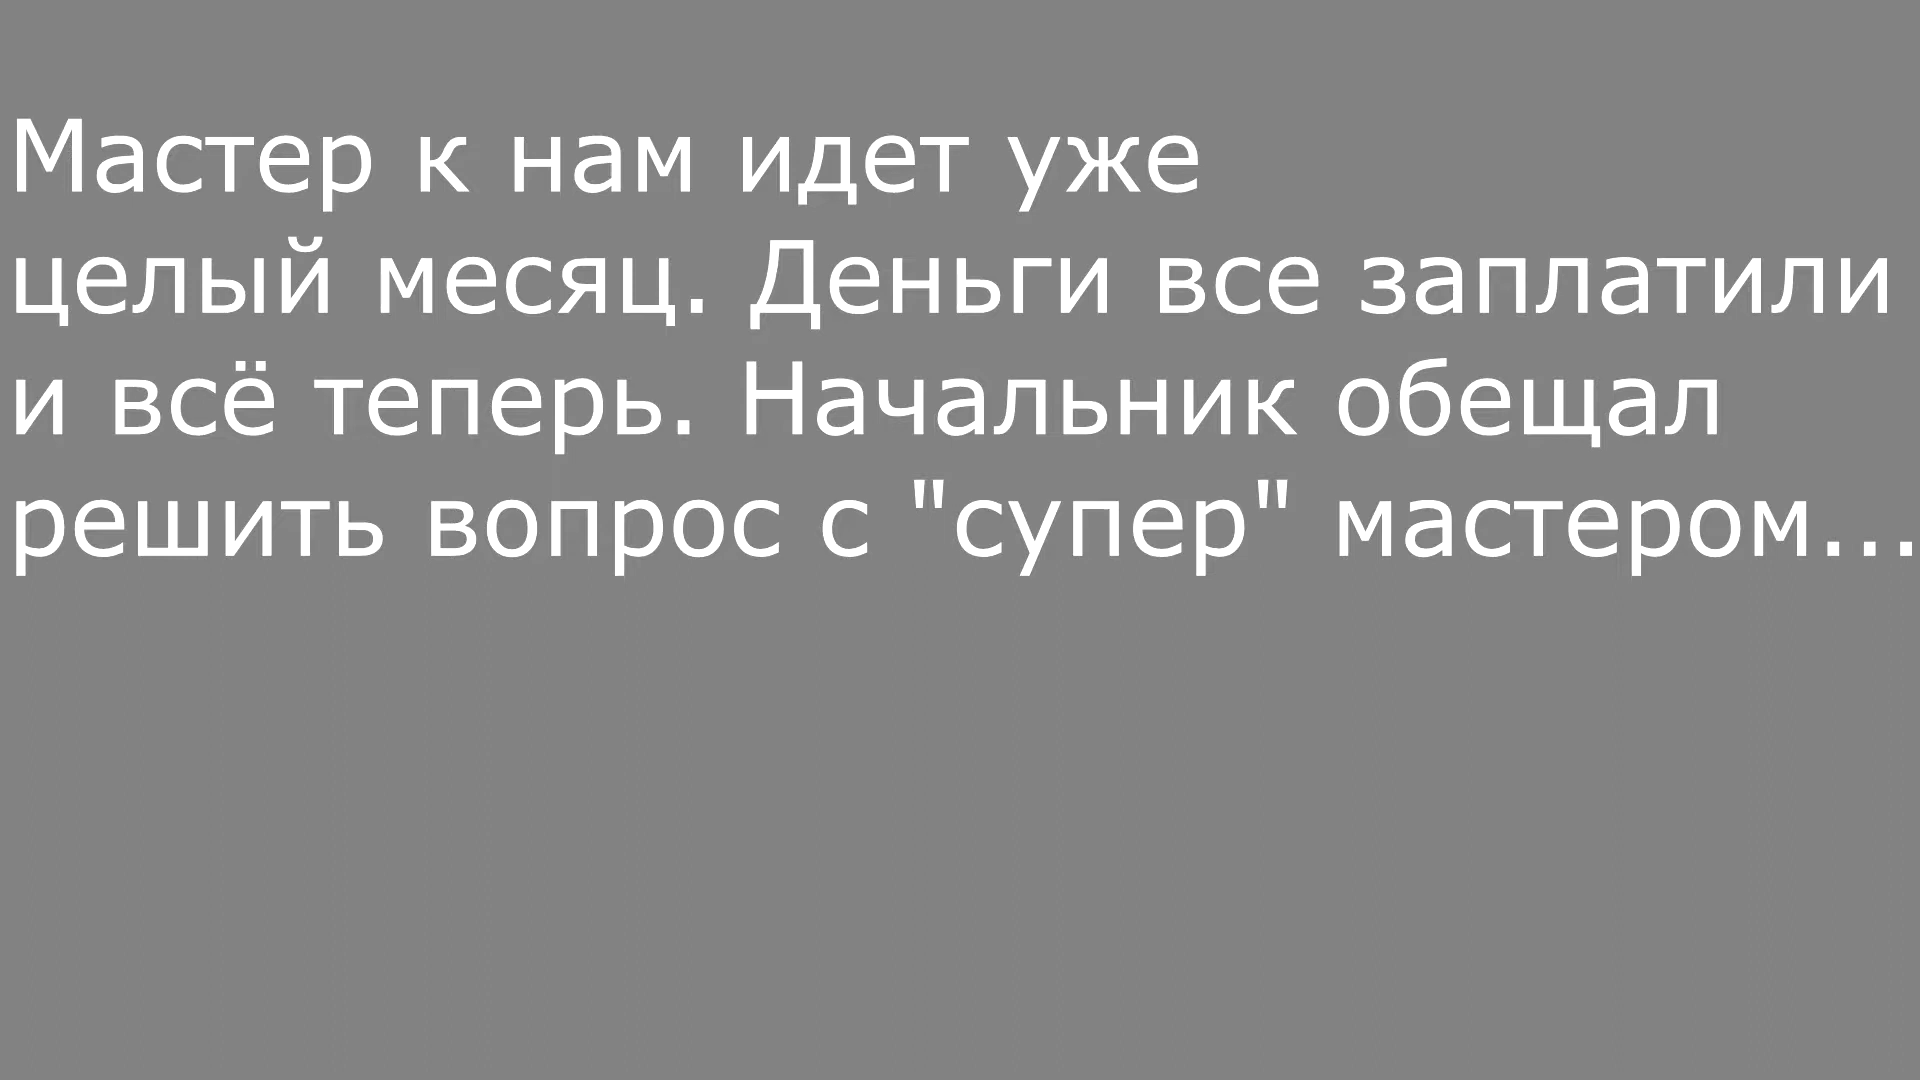 Мастер к нам идет уже
целый месяц. Деньги все заплатили
и всё теперь. Начальник обещал
решить вопрос с "супер" мастером...